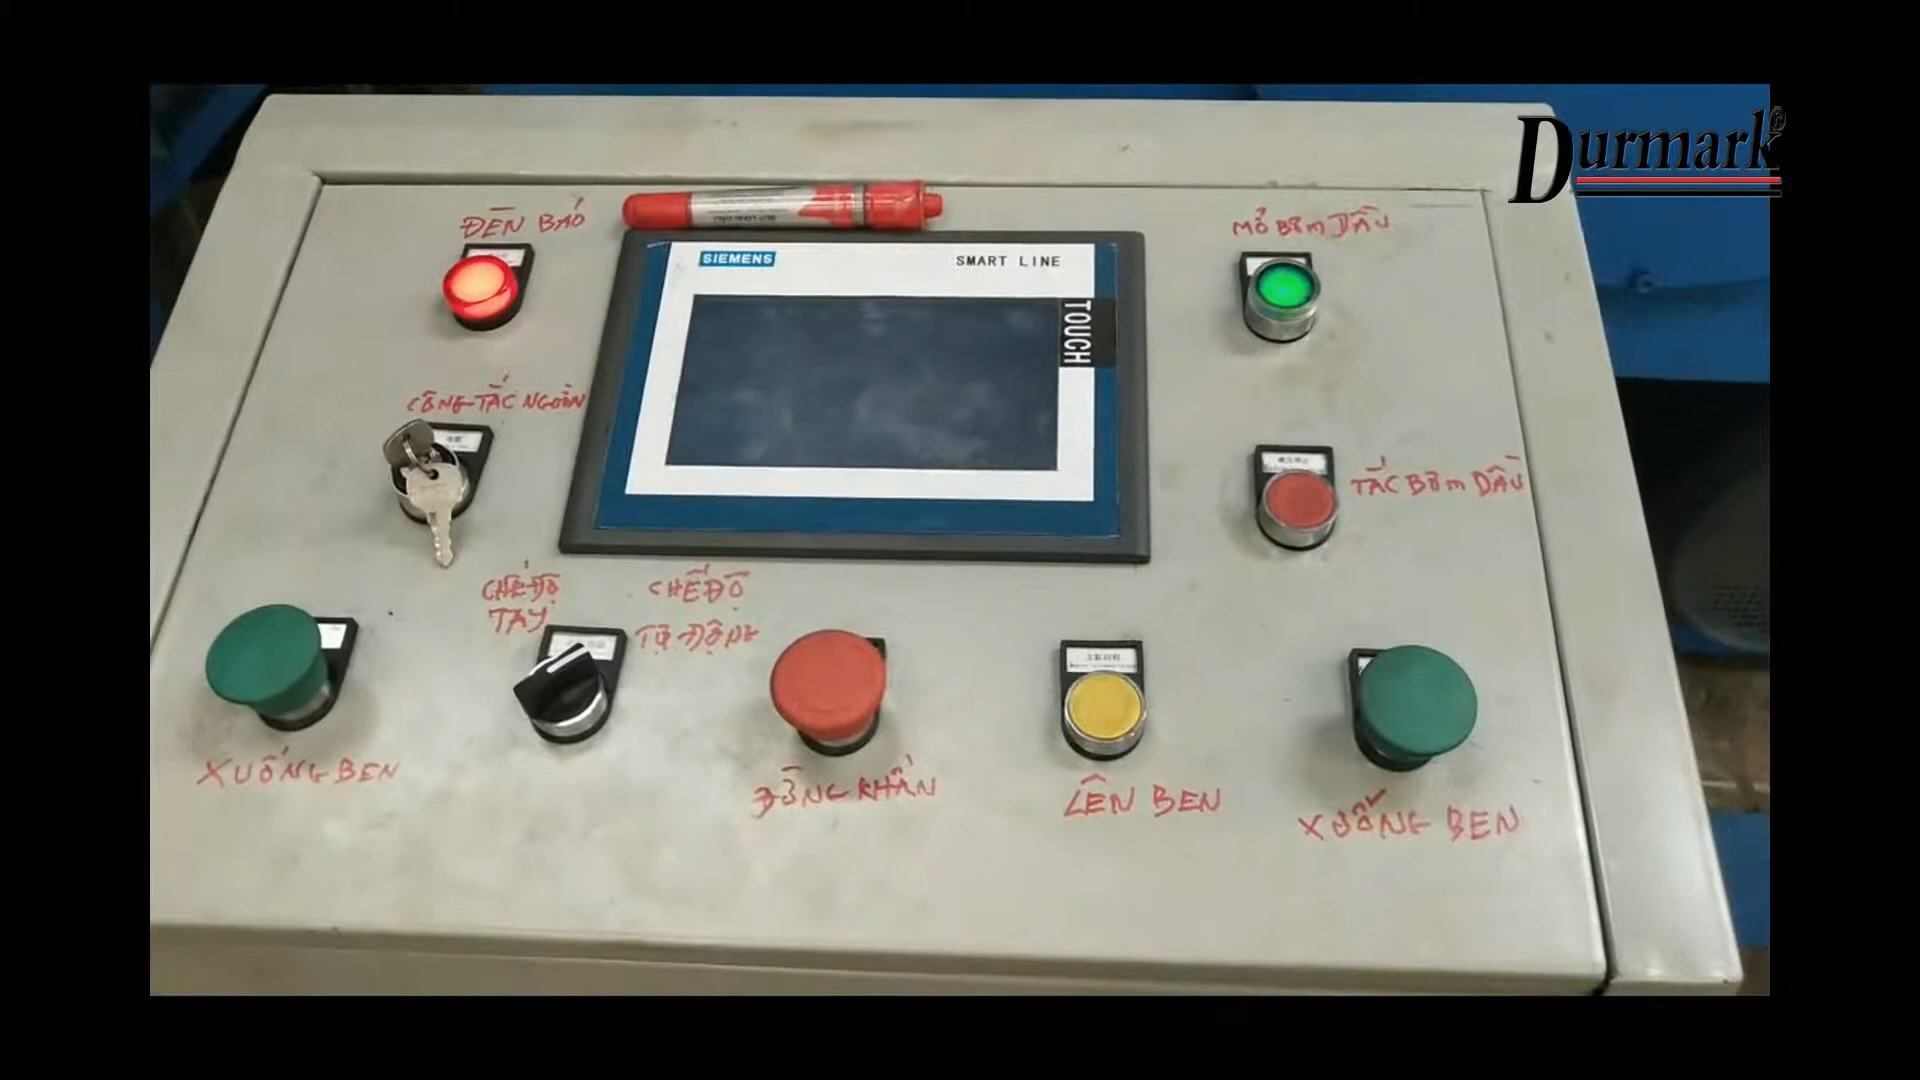 Durmark®
ĐÈN BÁO
MỞ BƠM DẦU
SIEMENS
SMART LINE
TOUCH
CÔNG TẮC NGUỒN
TẮC BƠM DẦU
CHẾ ĐỘ
TAY
CHẾ ĐỘ
TỰ ĐỘNG
XUỐNG BEN
DỪNG KHẨN
LÊN BEN
XUỐNG BEN